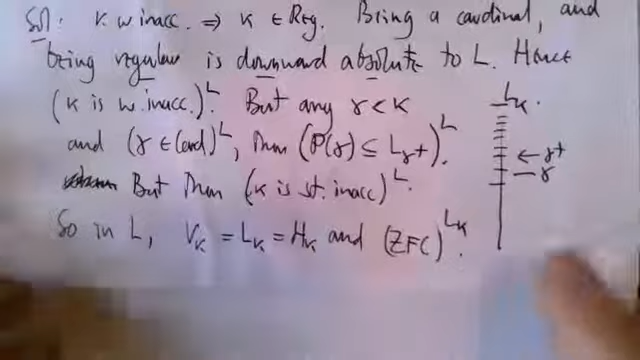 Sol: κ w. inacc. ⇒ κ ∈ Reg. Being a cardinal, and
being regular is downward absolute to L. Hence
(κ is w. inacc.)^L. But any γ < κ
and (γ ∈ Card)^L, then (P(γ) ⊆ L_γ+)^L.
But then (κ is st. inacc)^L.
So in L, V_κ = L_κ = H_κ and (ZFC)^L_κ.
L_κ.
← γ+
– γ